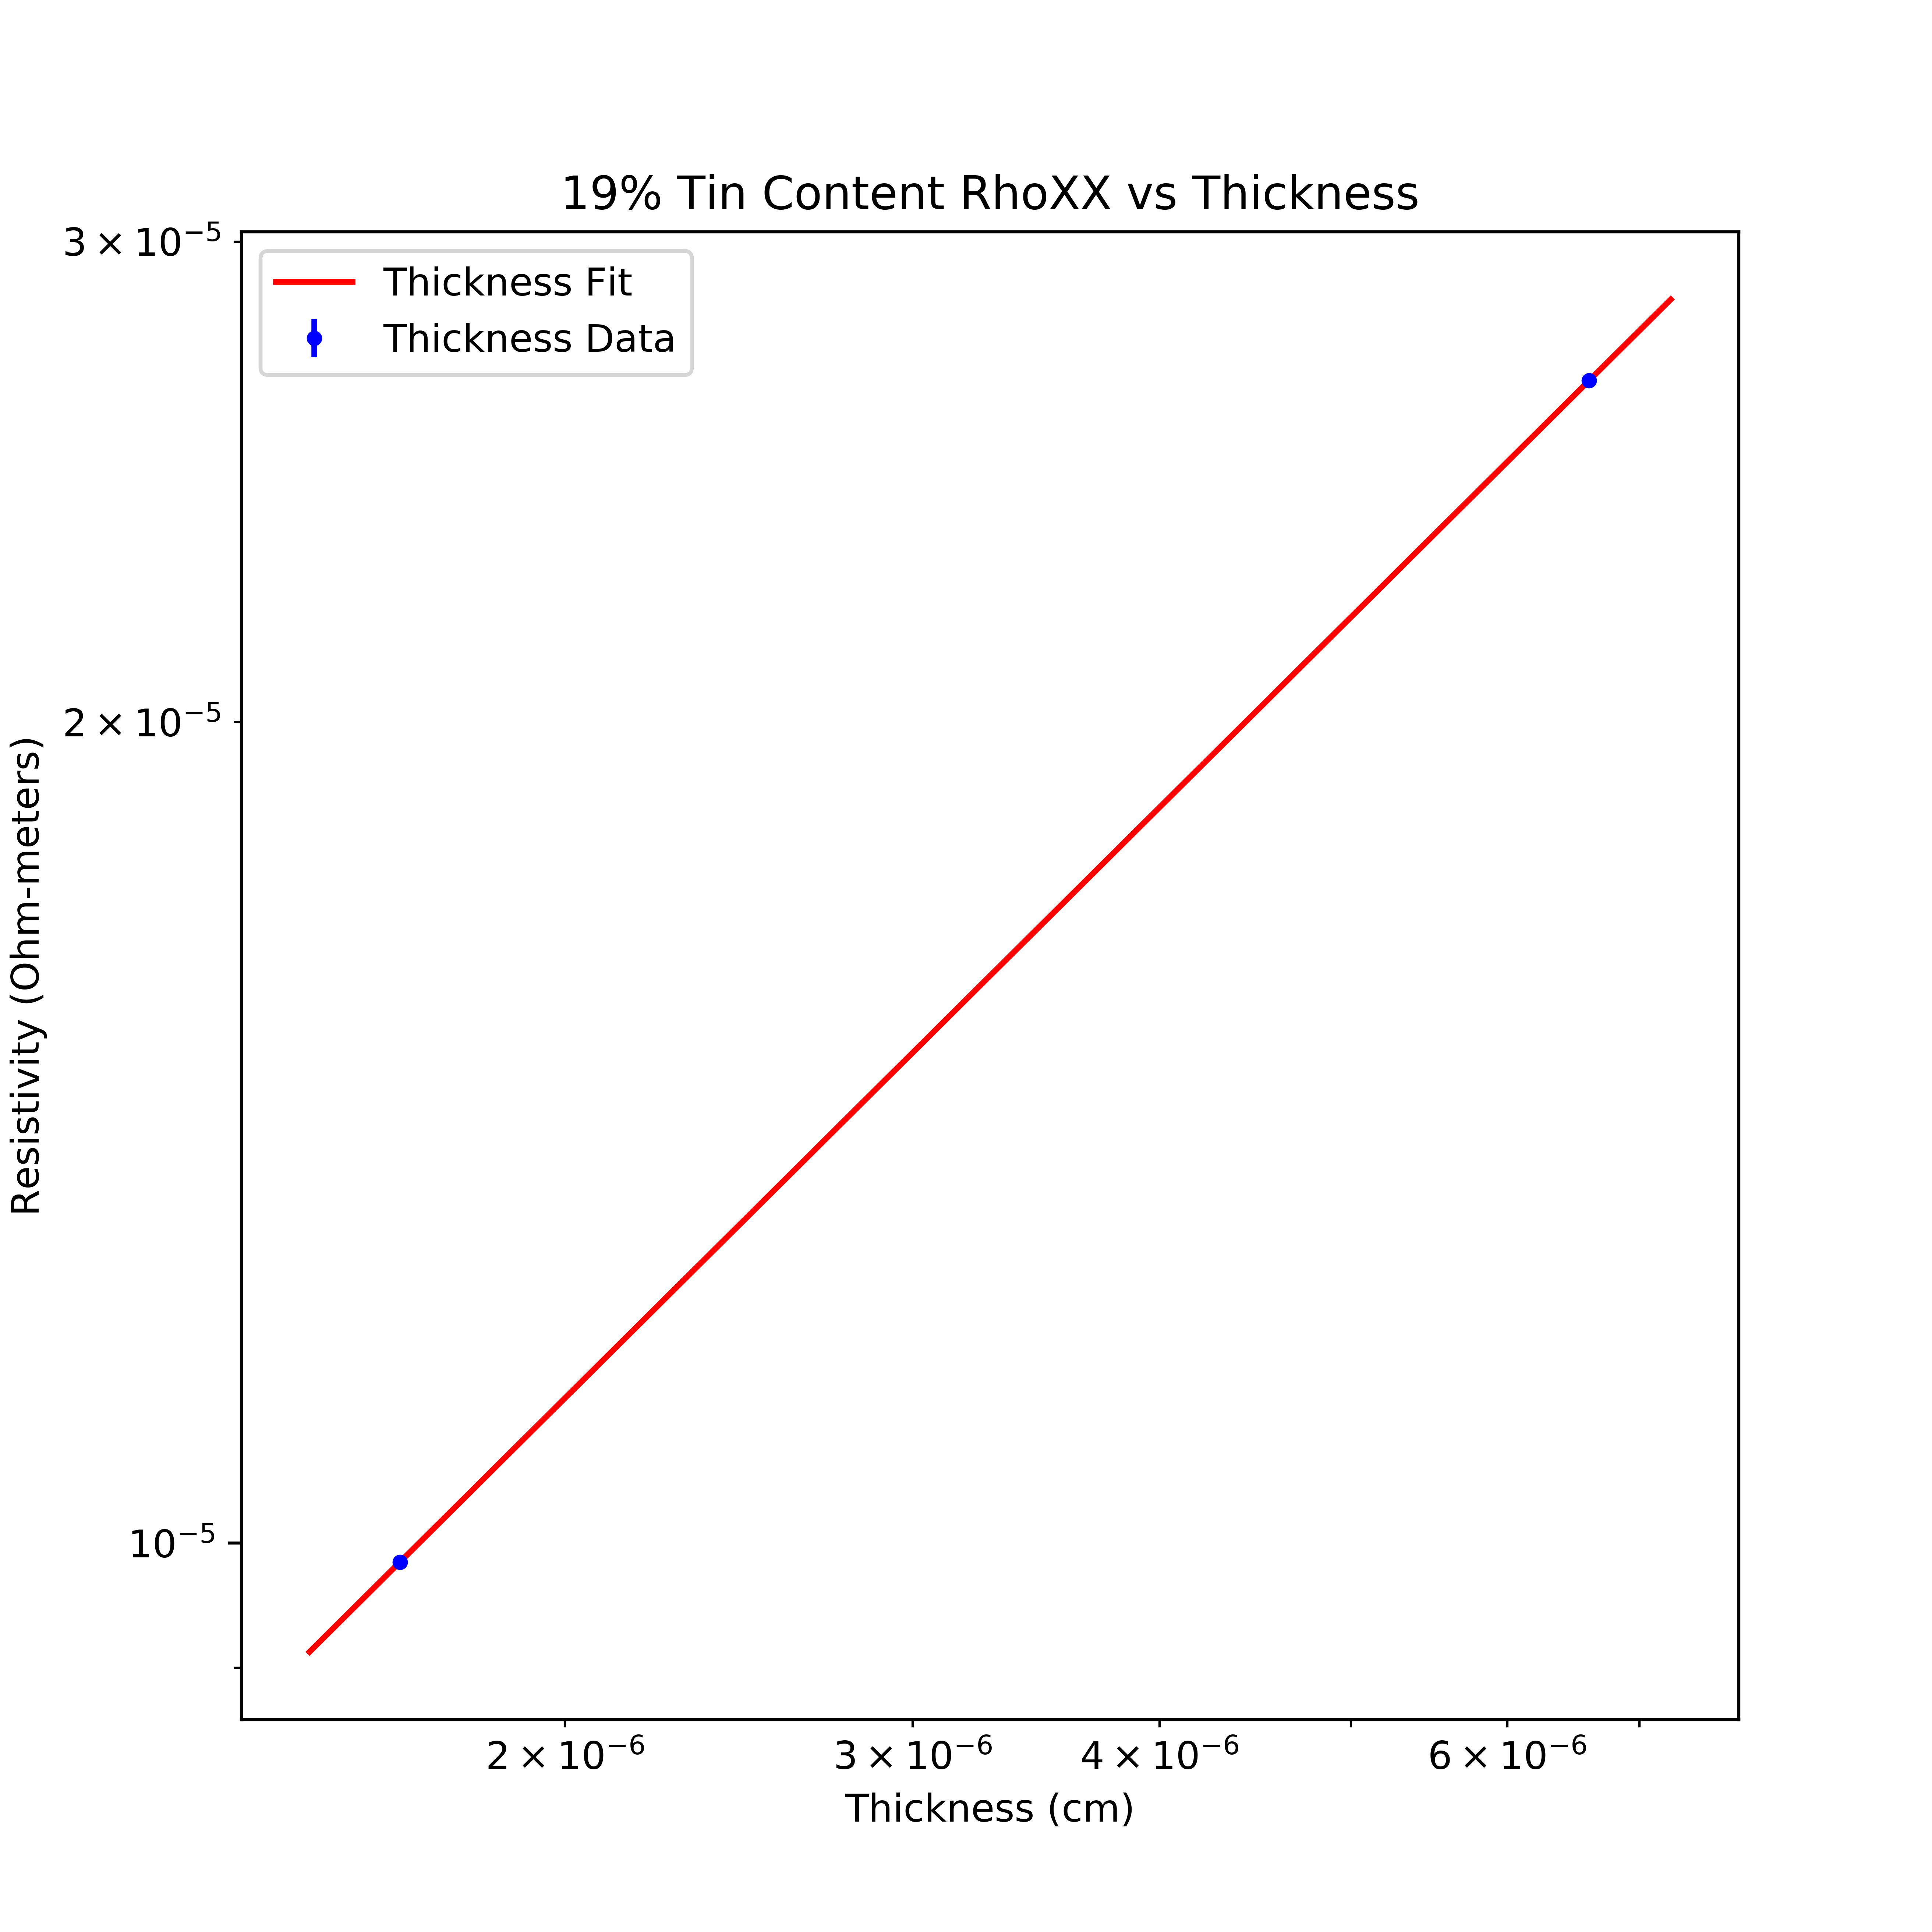 19% Tin Content RhoXX vs Thickness
Thickness Fit
Thickness Data
3 × 10⁻⁵
2 × 10⁻⁵
10⁻⁵
Resistivity (Ohm-meters)
2 × 10⁻⁶ 3 × 10⁻⁶ 4 × 10⁻⁶ 6 × 10⁻⁶
Thickness (cm)